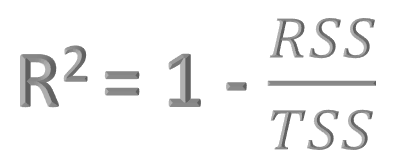 R² = 1 - RSS/TSS